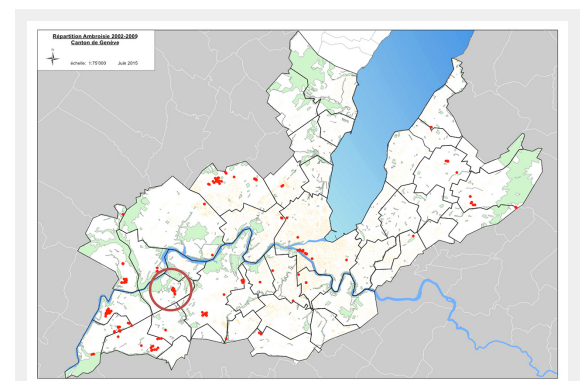 Répartition Ambroisie 2002-2009
Canton de Genève
N
échelle: 1:75'000 Juin 2015